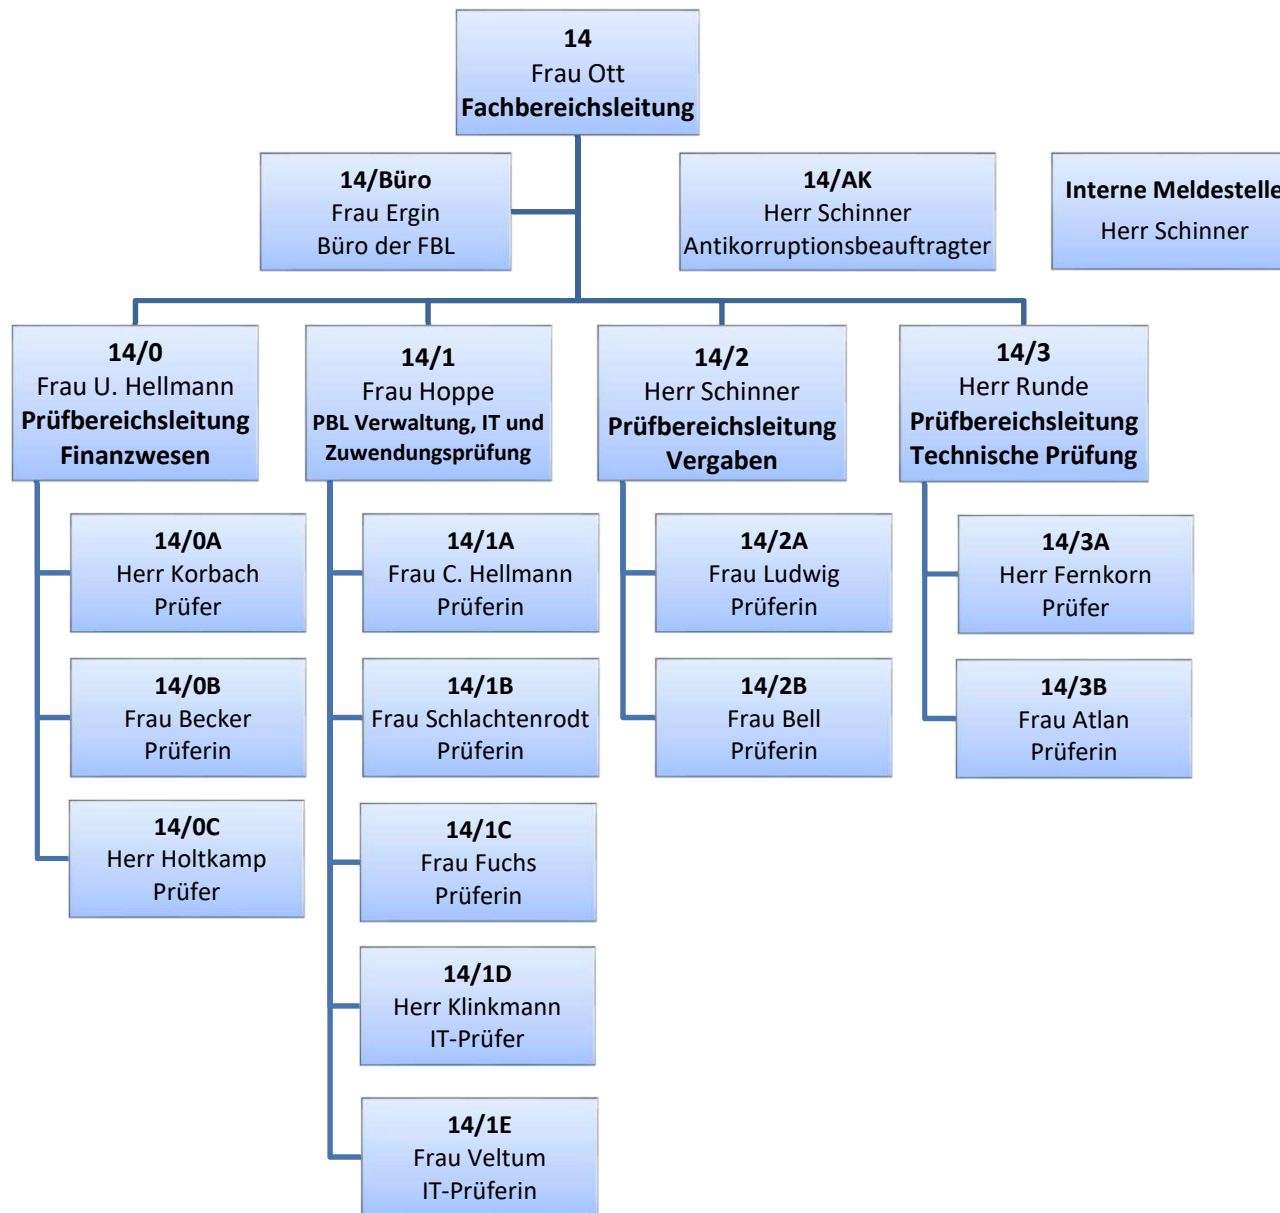 14
Frau Ott
Fachbereichsleitung
14/Büro
Frau Ergin
Büro der FBL
14/AK
Herr Schinner
Antikorruptionsbeauftragter
Interne Meldestelle
Herr Schinner
14/0
Frau U. Hellmann
Prüfbereichsleitung
Finanzwesen
14/1
Frau Hoppe
PBL Verwaltung, IT und
Zuwendungsprüfung
14/2
Herr Schinner
Prüfbereichsleitung
Vergaben
14/3
Herr Runde
Prüfbereichsleitung
Technische Prüfung
14/0A
Herr Korbach
Prüfer
14/0B
Frau Becker
Prüferin
14/0C
Herr Holtkamp
Prüfer
14/1A
Frau C. Hellmann
Prüferin
14/1B
Frau Schlachtenrodt
Prüferin
14/1C
Frau Fuchs
Prüferin
14/1D
Herr Klinkmann
IT-Prüfer
14/1E
Frau Veltum
IT-Prüferin
14/2A
Frau Ludwig
Prüferin
14/2B
Frau Bell
Prüferin
14/3A
Herr Fernkorn
Prüfer
14/3B
Frau Atlan
Prüferin